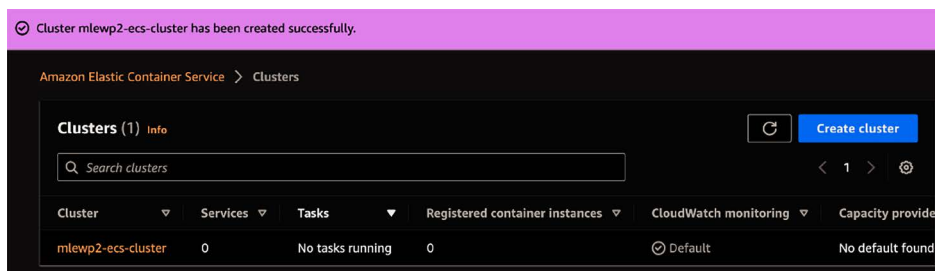 Cluster mlewp2-ecs-cluster has been created successfully.
Amazon Elastic Container Service > Clusters
Clusters (1) Info
Create cluster
Search clusters
1
Cluster Services Tasks Registered container instances CloudWatch monitoring Capacity provide
mlewp2-ecs-cluster 0 No tasks running 0 Default No default found